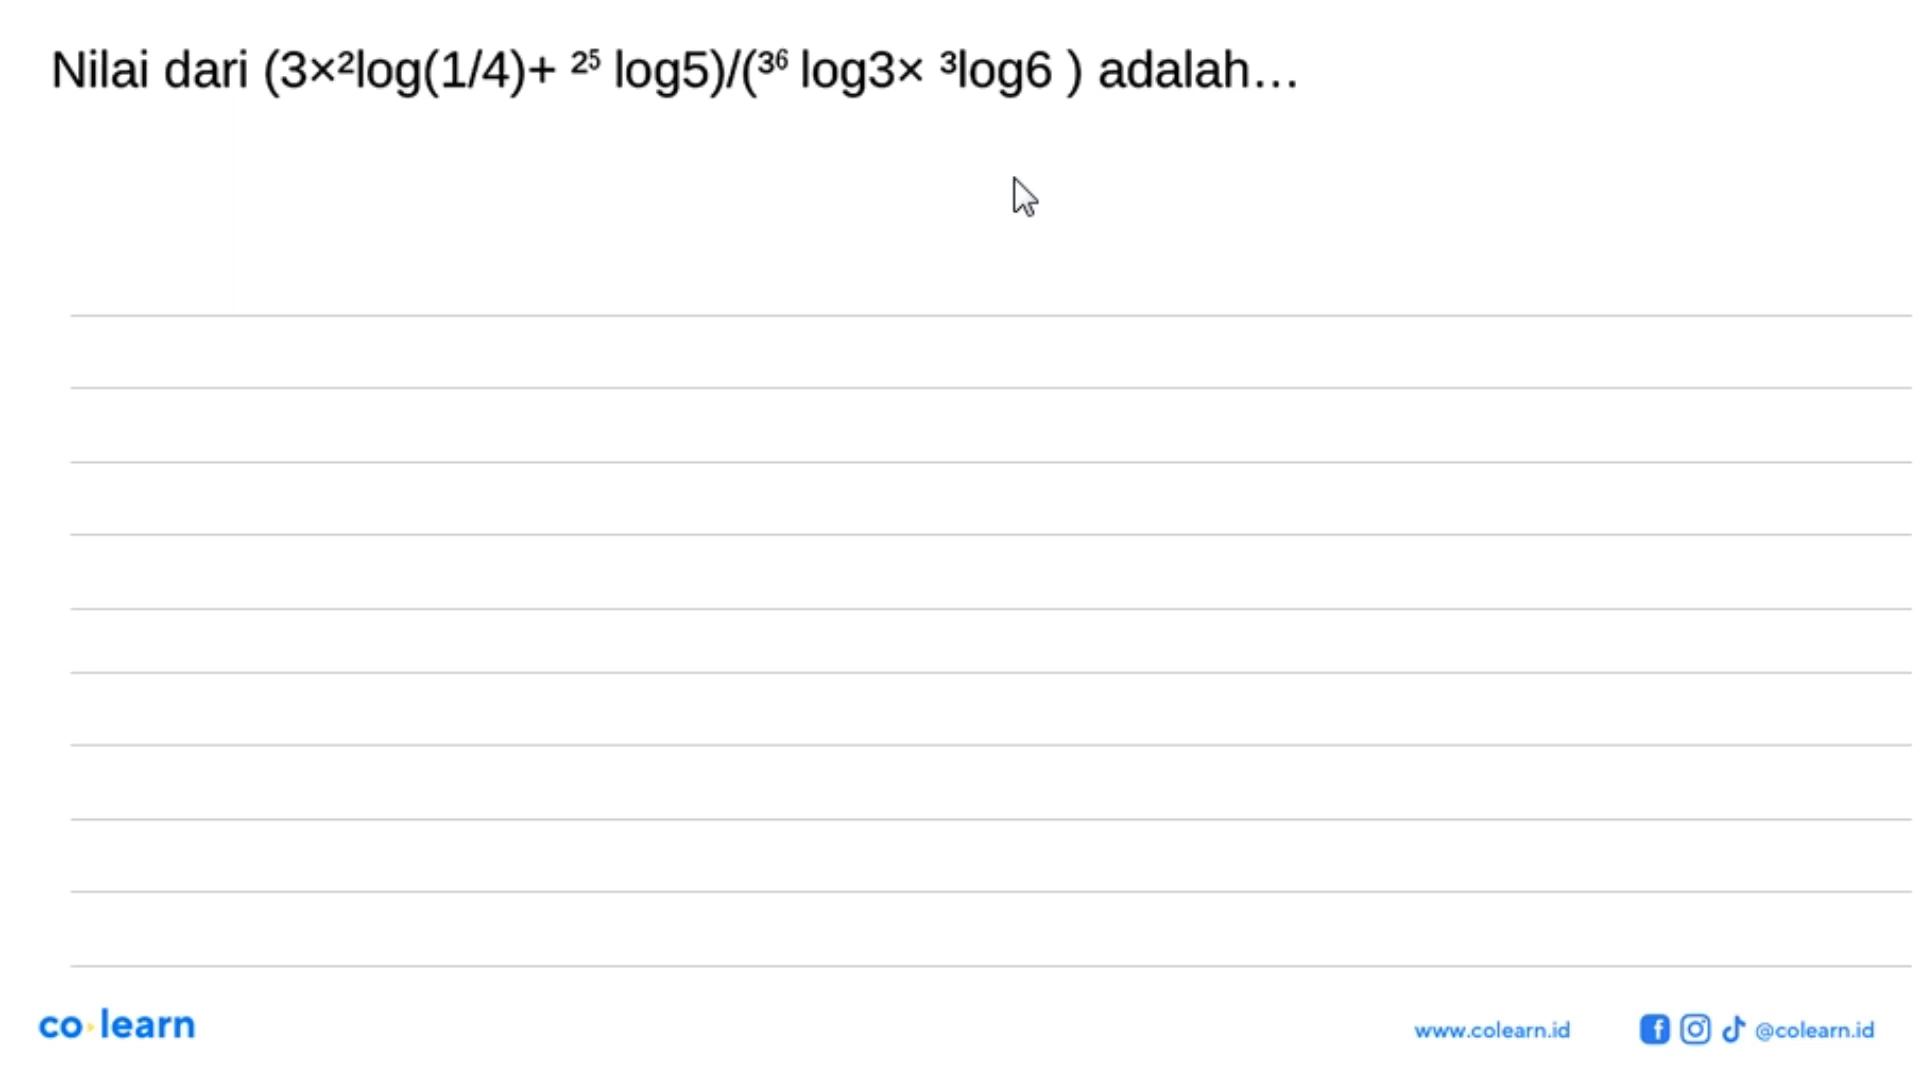 Nilai dari (3×²log(1/4)+ ²⁵ log5)/(³⁶ log3× ³log6 ) adalah…
co learn
www.colearn.id @colearn.id